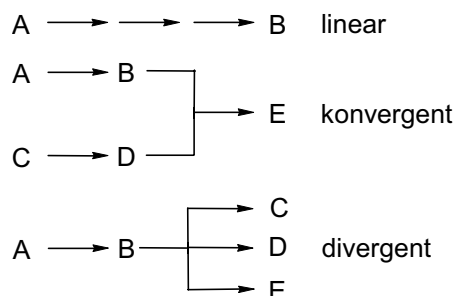 A B linear
A B
E konvergent
C D
C
A B D divergent